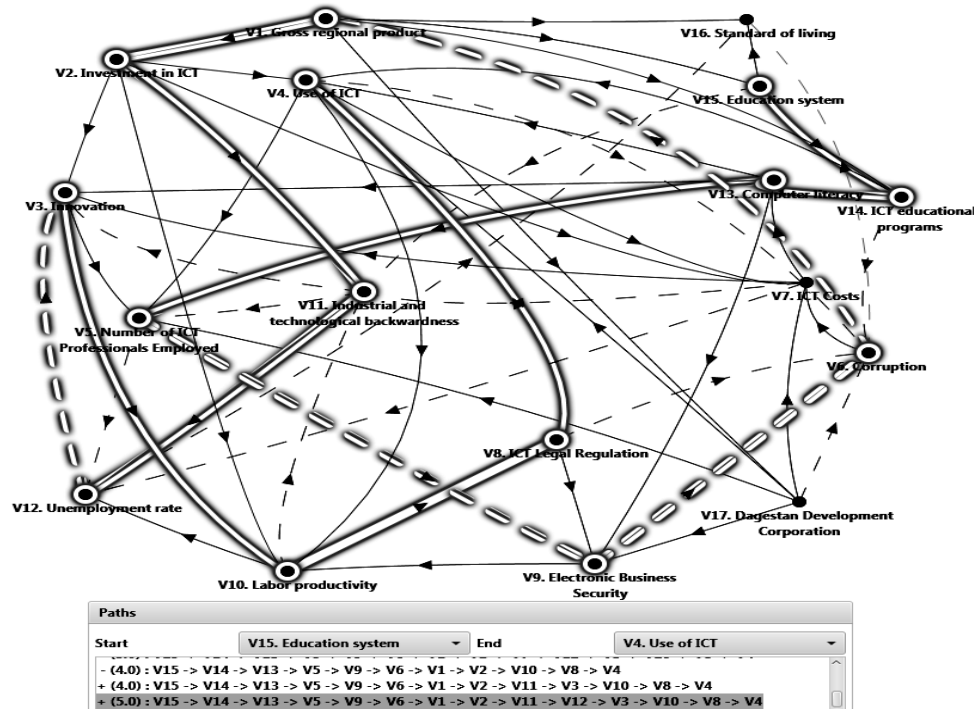 V1. Gross regional product
V16. Standard of living
V2. Investment in ICT
V4. Use of ICT
V15. Education system
V13. Computer literacy
V3. Innovation
V14. ICT educational
programs
V7. ICT Costs
V11. Industrial and
technological backwardness
V5. Number of ICT
Professionals Employed
V6. Corruption
V8. ICT Legal Regulation
V12. Unemployment rate
V17. Dagestan Development
Corporation
V10. Labor productivity
V9. Electronic Business
Security
Paths
Start V15. Education system End V4. Use of ICT
- (4.0) : V15 -> V14 -> V13 -> V5 -> V9 -> V6 -> V1 -> V2 -> V10 -> V8 -> V4
+ (4.0) : V15 -> V14 -> V13 -> V5 -> V9 -> V6 -> V1 -> V2 -> V11 -> V3 -> V10 -> V8 -> V4
+ (5.0) : V15 -> V14 -> V13 -> V5 -> V9 -> V6 -> V1 -> V2 -> V11 -> V12 -> V3 -> V10 -> V8 -> V4